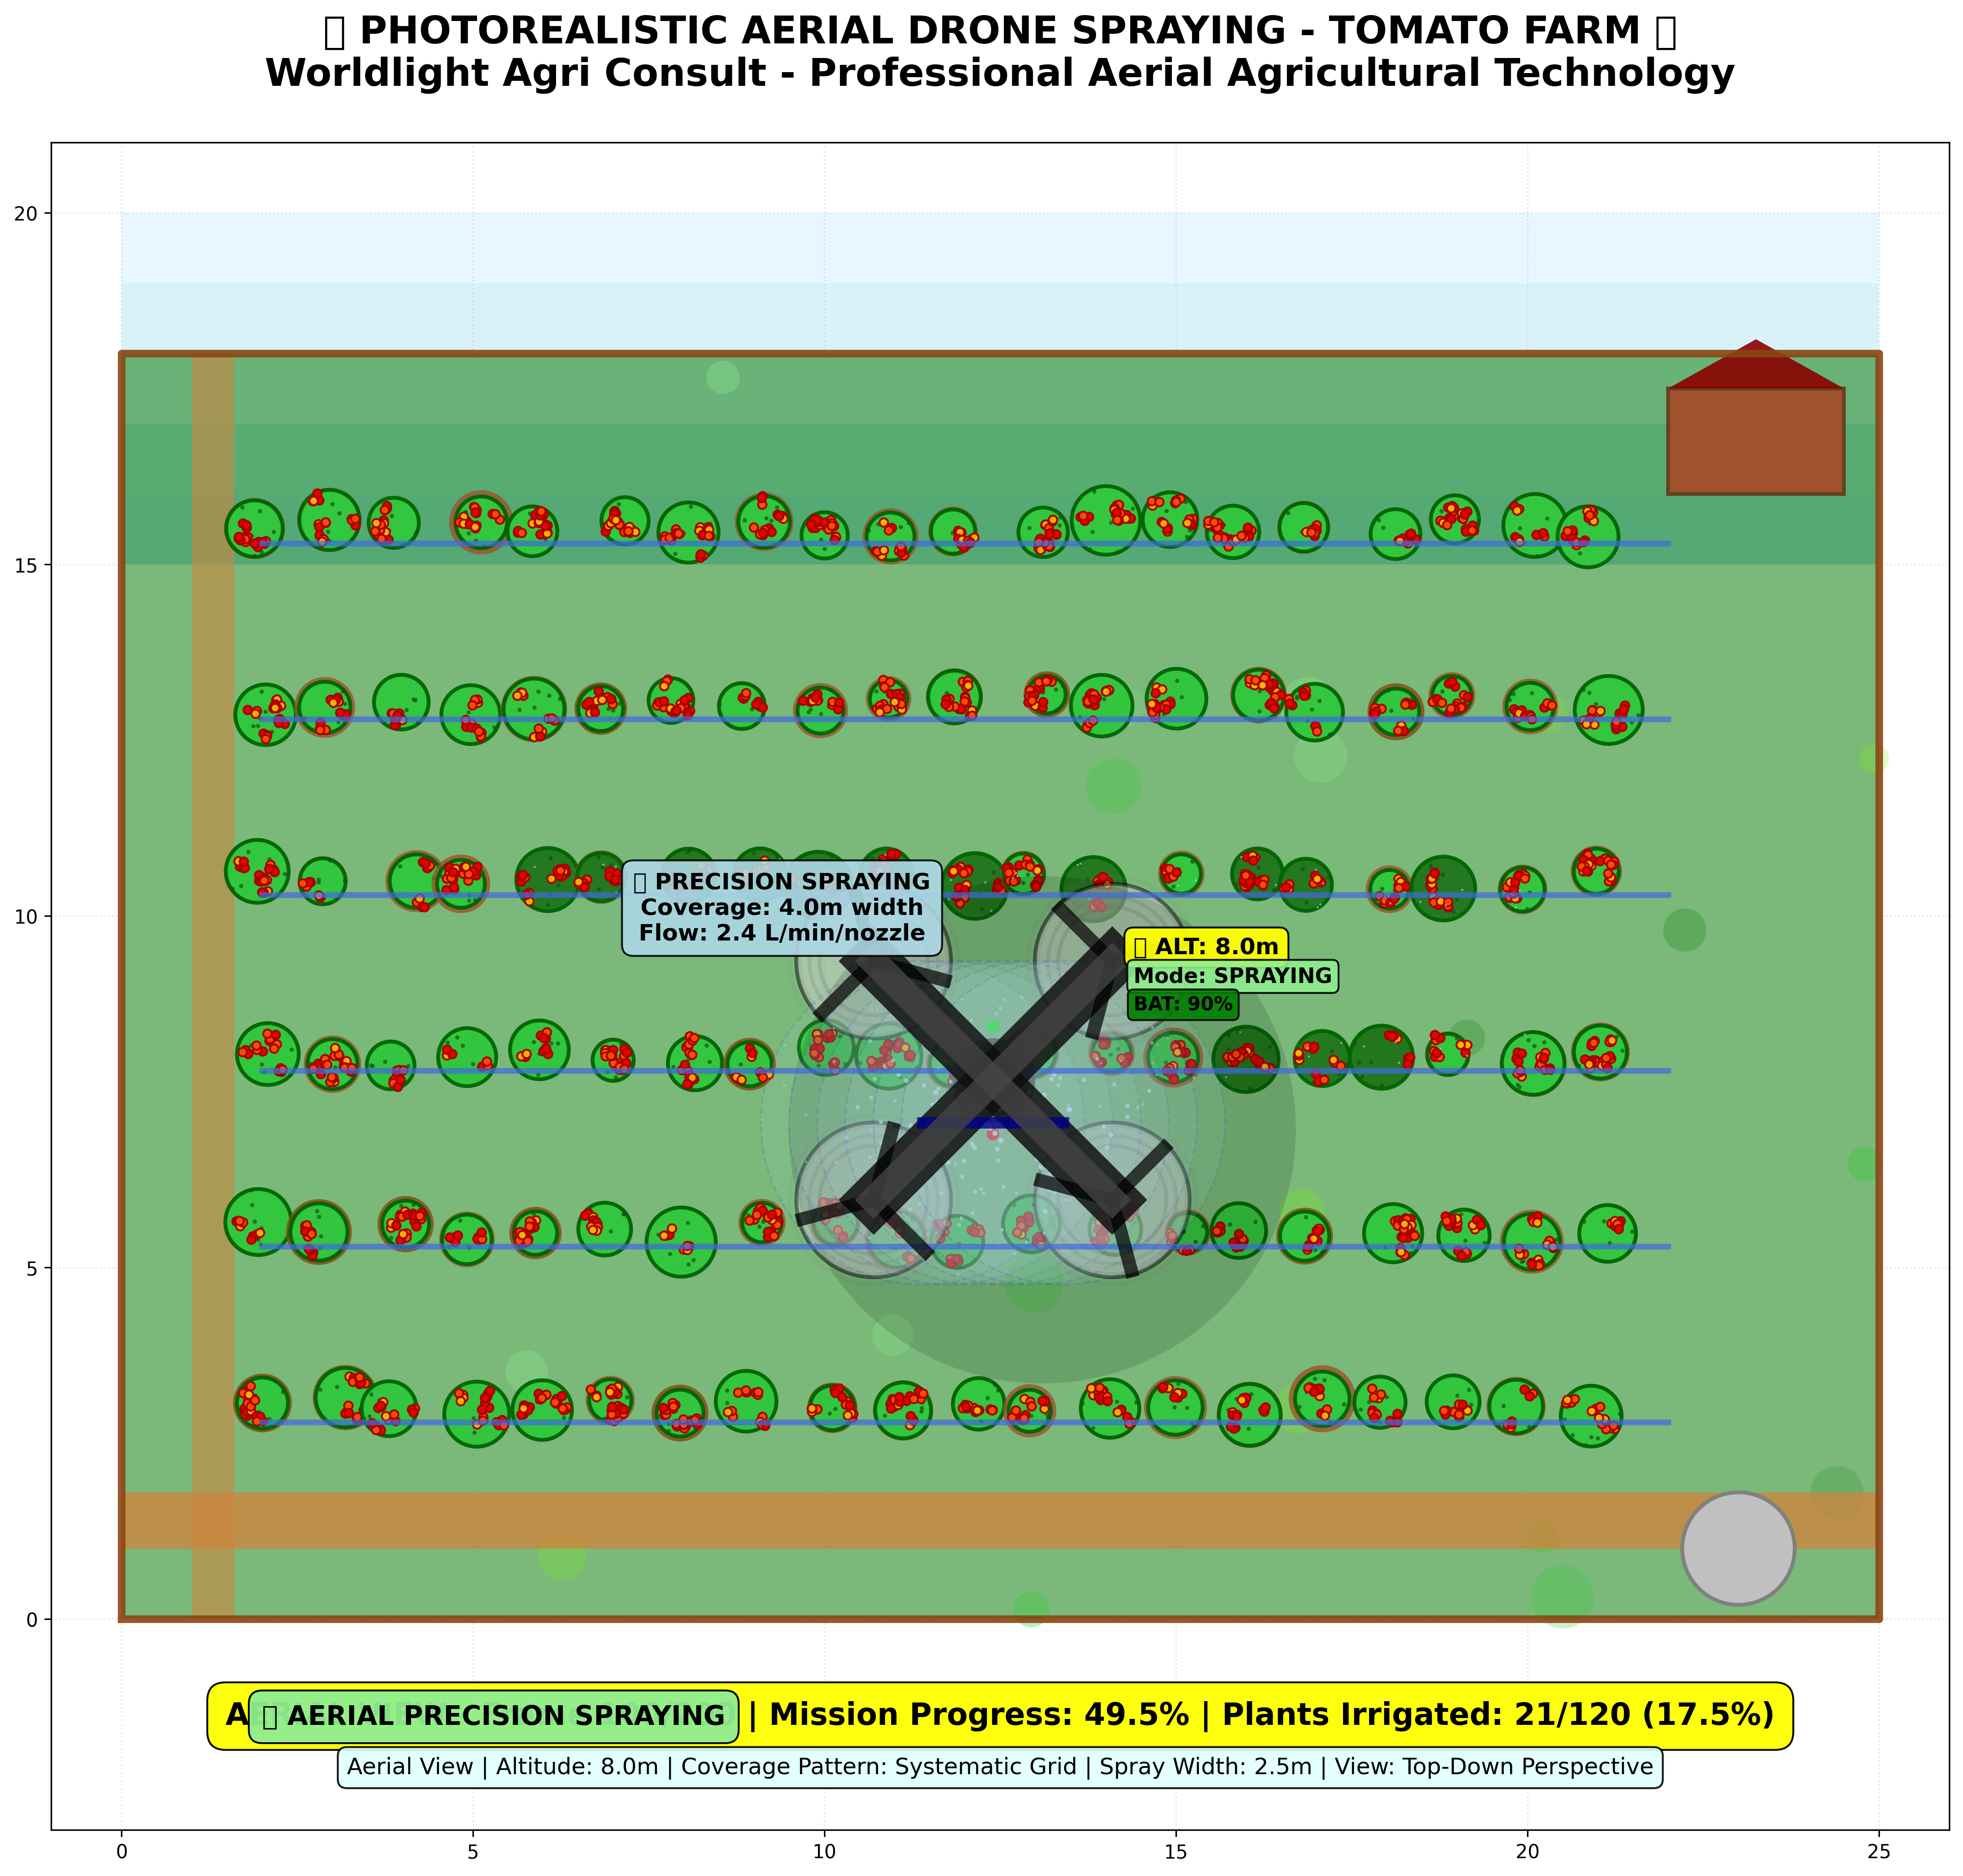 ▯ PHOTOREALISTIC AERIAL DRONE SPRAYING - TOMATO FARM ▯
Worldlight Agri Consult - Professional Aerial Agricultural Technology
20
15
10
5
0
▯ PRECISION SPRAYING
Coverage: 4.0m width
Flow: 2.4 L/min/nozzle
▯ ALT: 8.0m
Mode: SPRAYING
BAT: 90%
▯ AERIAL PRECISION SPRAYING | Mission Progress: 49.5% | Plants Irrigated: 21/120 (17.5%)
Aerial View | Altitude: 8.0m | Coverage Pattern: Systematic Grid | Spray Width: 2.5m | View: Top-Down Perspective
0 5 10 15 20 25